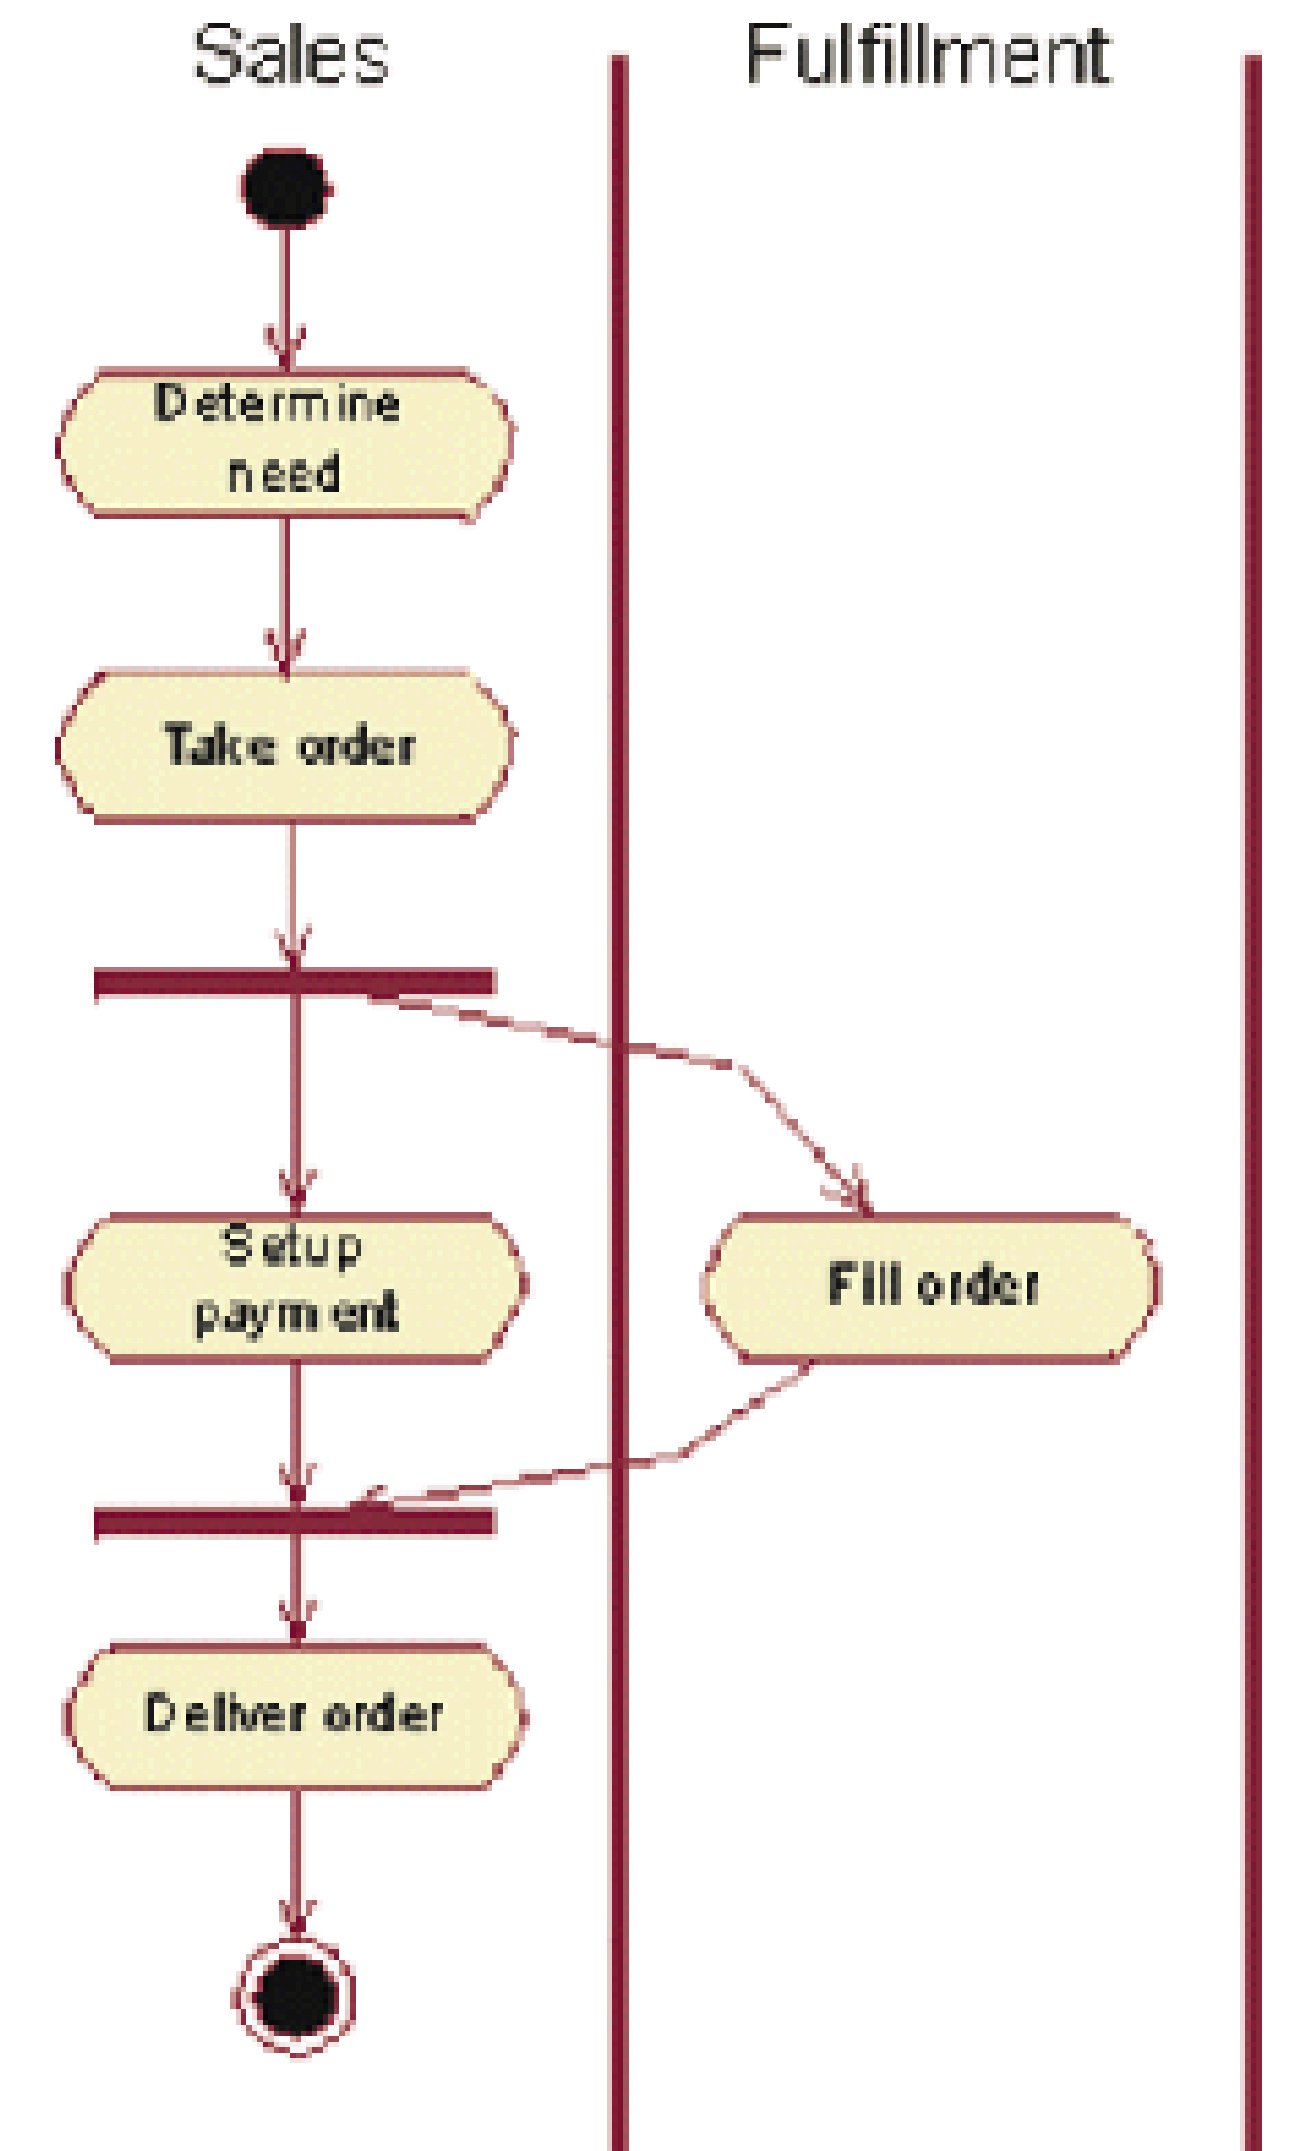 Sales
Fulfillment
Determine
need
Take order
Setup
payment
Fill order
Deliver order